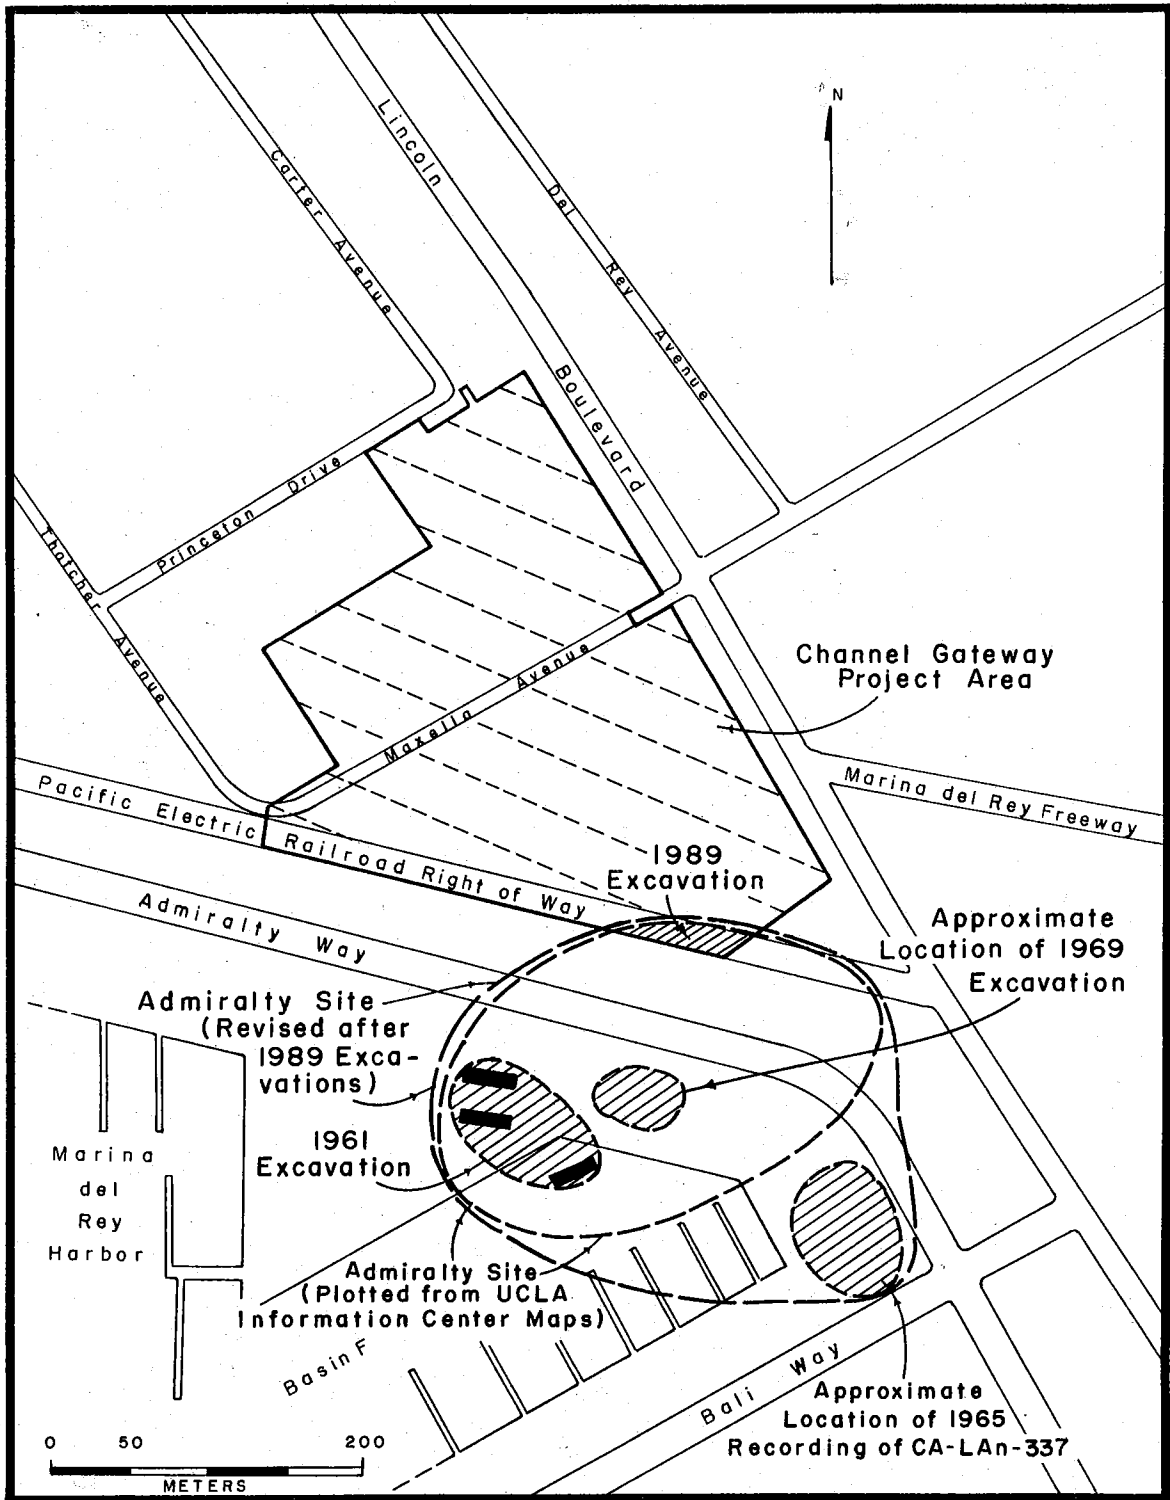 N
Lincoln
Boulevard
Carter Avenue
Del Rey Avenue
Princeton Drive
Thatcher Avenue
Maxella Avenue
Channel Gateway
Project Area
Marina del Rey Freeway
Pacific Electric Railroad Right of Way
1989
Excavation
Admiralty Way
Approximate
Location of 1969
Excavation
Admiralty Site
(Revised after
1989 Exca-
vations)
1961
Excavation
Marina
del
Rey
Harbor
Admiralty Site
(Plotted from UCLA
Information Center Maps)
Basin F
Bali Way
Approximate
Location of 1965
Recording of CA-LAn-337
0 50 200
METERS